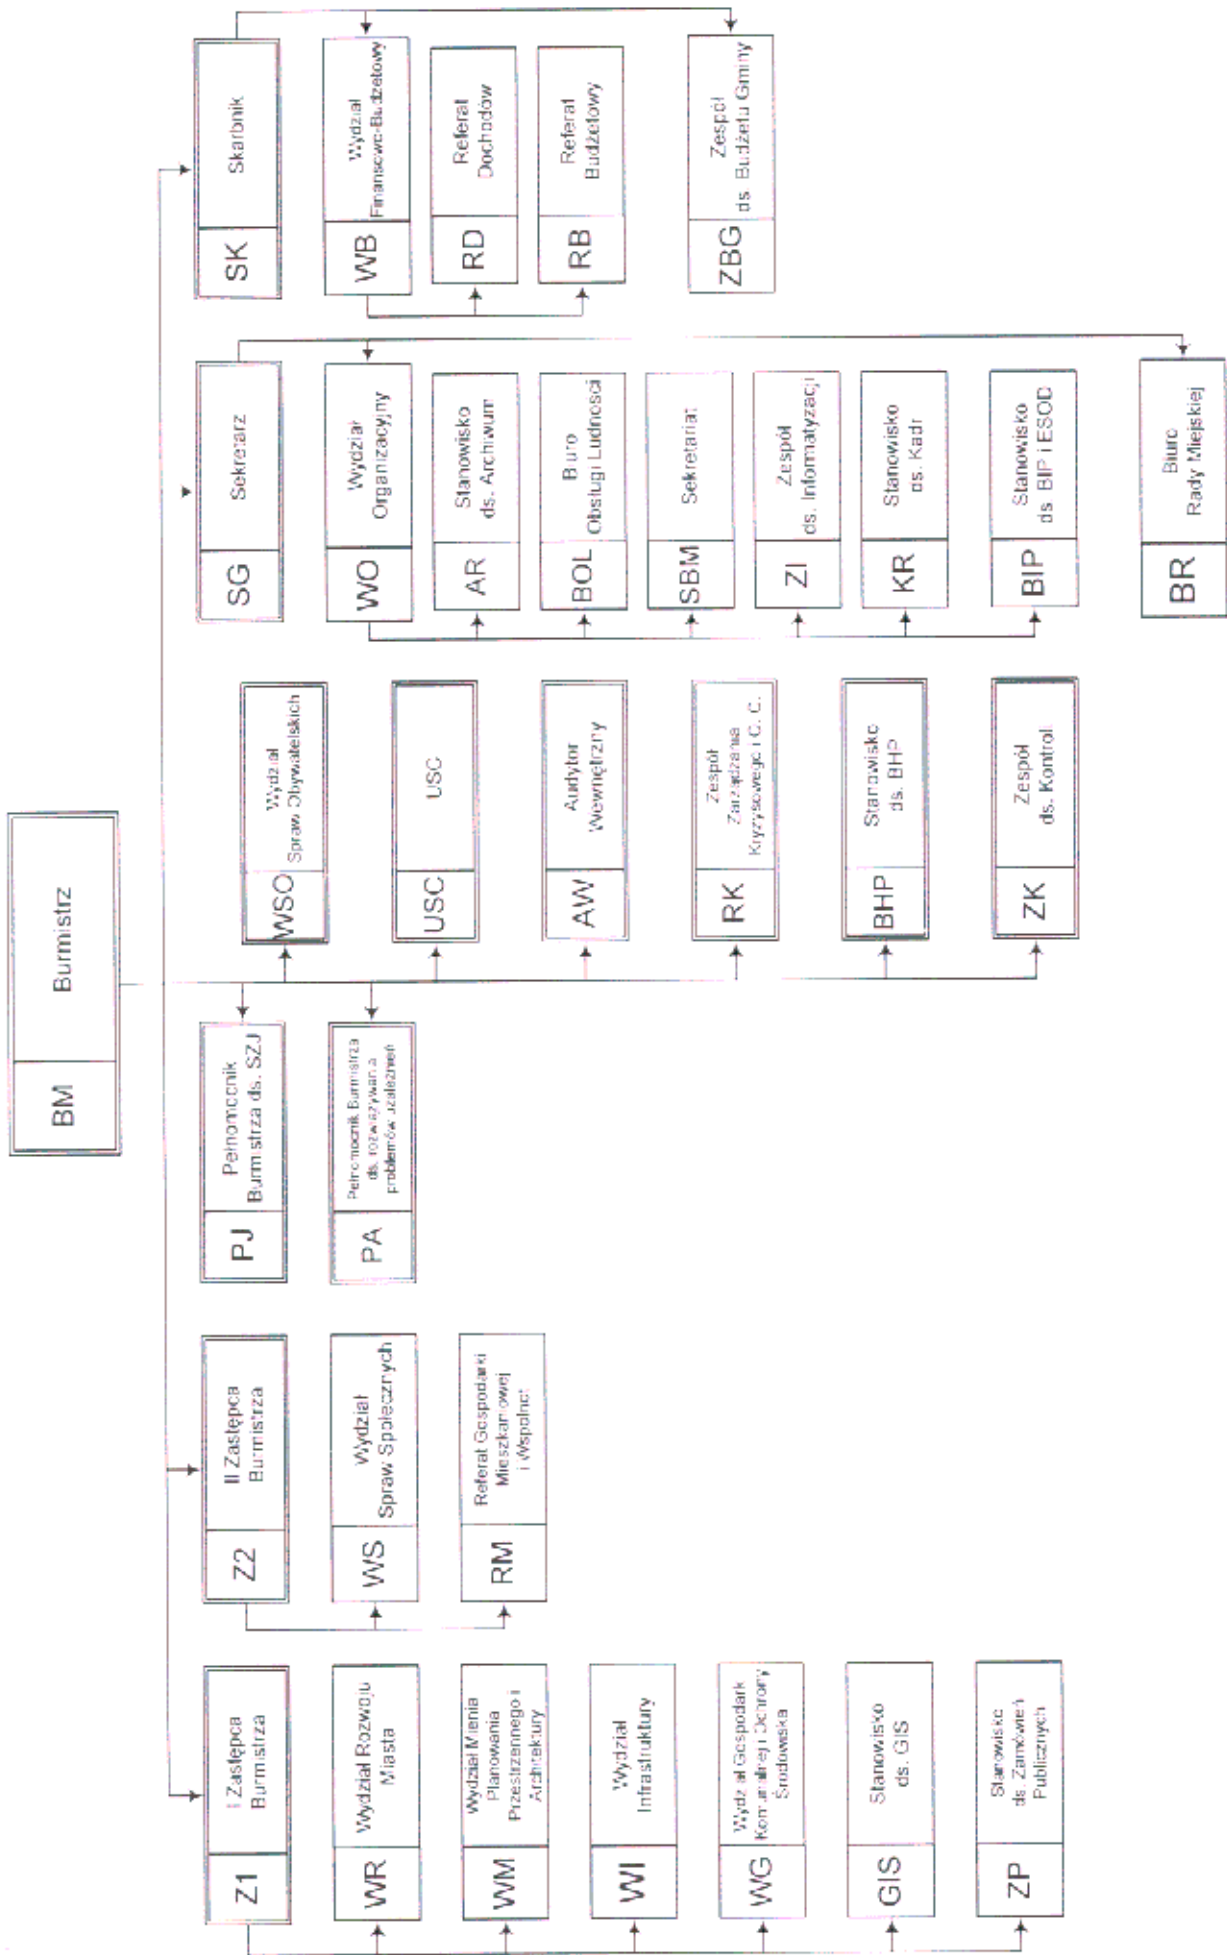 BM
Burmistrz
Z1
I Zastępca
Burmistrza
WR
Wydział Rozwoju
Miasta
WM
Wydział Mienia
Planowania
Przestrzennego i
Architektury
WI
Wydział
Infrastruktury
WG
Wydział Gospodark
Komunalnej i Ochrony
Środowiska
GIS
Stanowisko
ds. GIS
ZP
Stanowisko
ds. Zamówień
Publicznych
Z2
II Zastępca
Burmistrza
WS
Wydział
Spraw Społecznych
RM
Referat Gospodarki
Mieszkaniowej
i Wspólnot
PJ
Pełnomocnik
Burmistrza ds. SZJ
PA
Pełnomocnik Burmistrza
ds. rozwiązywania
problemów uzależnień
WSO
Wydział
Spraw Obywatelskich
USC
USC
AW
Audytor
Wewnętrzny
RK
Zespół
Zarządzania
Kryzysowego i O. C.
BHP
Stanowisko
ds. BHP
ZK
Zespół
ds. Kontroli
SG
Sekretarz
WO
Wydział
Organizacyjny
AR
Stanowisko
ds. Archiwum
BOL
Biuro
Obsługi Ludności
SBM
Sekretariat
ZI
Zespół
ds. Informatyzacji
KR
Stanowisko
ds. Kadr
BIP
Stanowisko
ds. BIP i ESOD
BR
Biuro
Rady Miejskiej
SK
Skarbnik
WB
Wydział
Finansowo-Budżetowy
RD
Referat
Dochodów
RB
Referat
Budżetowy
ZBG
Zespół
ds. Budżetu Gminy